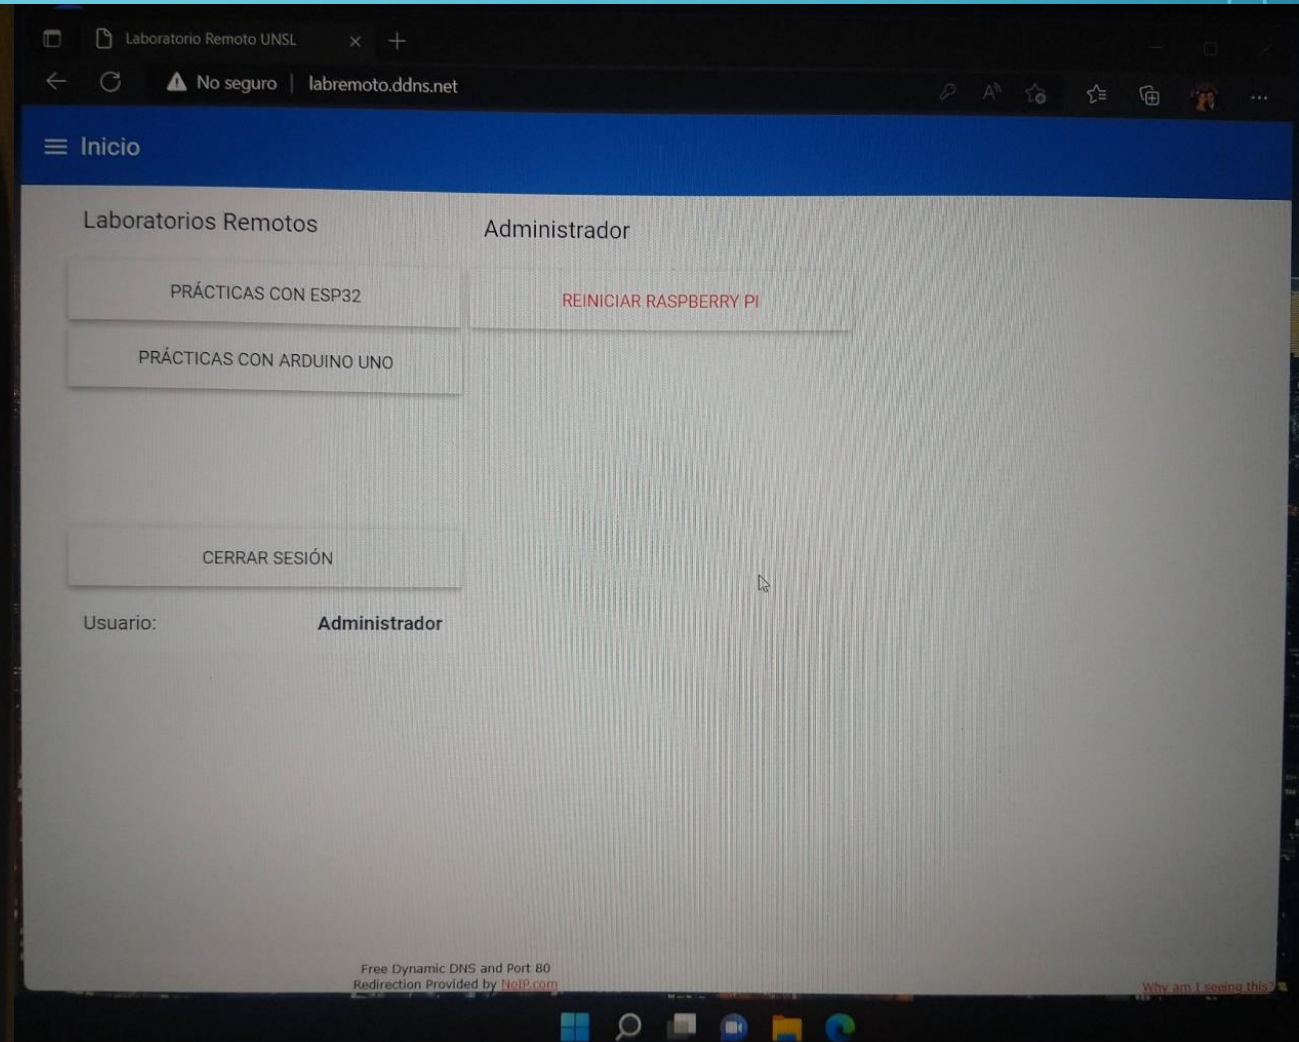 Laboratorio Remoto UNSL
No seguro | labremoto.ddns.net
Inicio
Laboratorios Remotos
Administrador
PRÁCTICAS CON ESP32
REINICIAR RASPBERRY PI
PRÁCTICAS CON ARDUINO UNO
CERRAR SESIÓN
Usuario: Administrador
Free Dynamic DNS and Port 80
Redirection Provided by NoIP.com
Why am I seeing this?